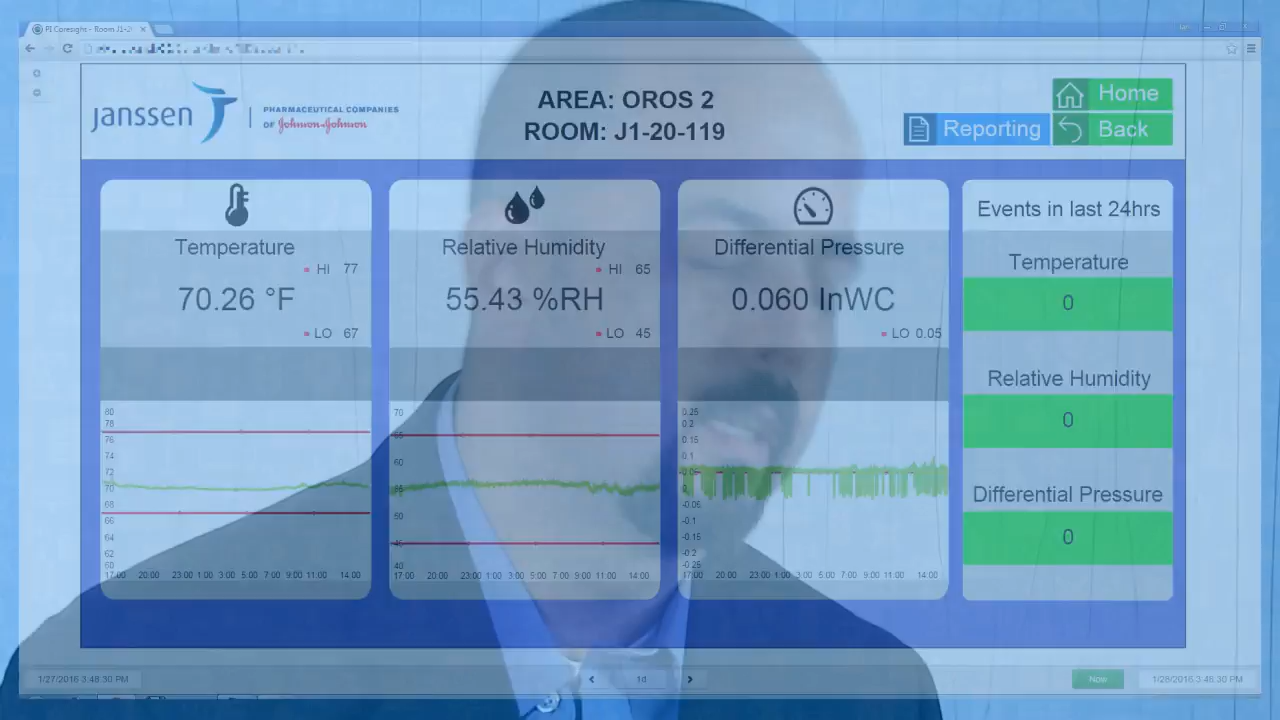 PI Coresight - Room J1-2
janssen
PHARMACEUTICAL COMPANIES
OF Johnson & Johnson
AREA: OROS 2
ROOM: J1-20-119
Home
Reporting
Back
Temperature
HI 77
70.26 °F
LO 67
80
78
76
74
72
70
68
66
64
62
60
17:00 20:00 23:00 1:00 3:00 5:00 7:00 9:00 11:00 14:00
Relative Humidity
HI 65
55.43 %RH
LO 45
70
65
60
55
50
45
40
17:00 20:00 23:00 1:00 3:00 5:00 7:00 9:00 11:00 14:00
Differential Pressure
0.060 InWC
LO 0.05
0.25
0.2
0.15
0.1
0.05
0
-0.05
-0.1
-0.15
-0.2
-0.25
17:00 20:00 23:00 1:00 3:00 5:00 7:00 9:00 11:00 14:00
Events in last 24hrs
Temperature
0
Relative Humidity
0
Differential Pressure
0
1/27/2016 3:48:30 PM
1d
Now
1/28/2016 3:48:30 PM